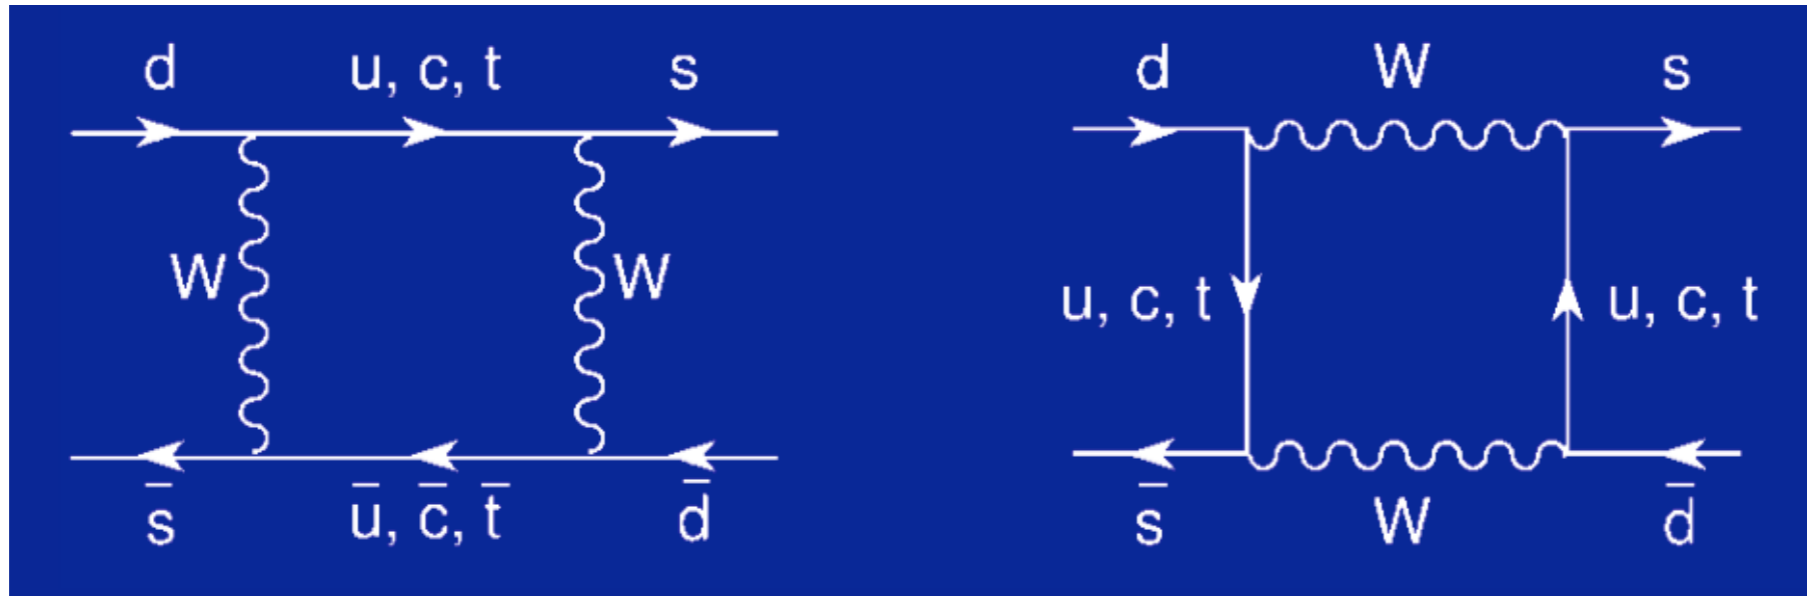 d u, c, t s
W W
s̄ ū, c̄, t̄ d̄
d W s
u, c, t u, c, t
s̄ W d̄